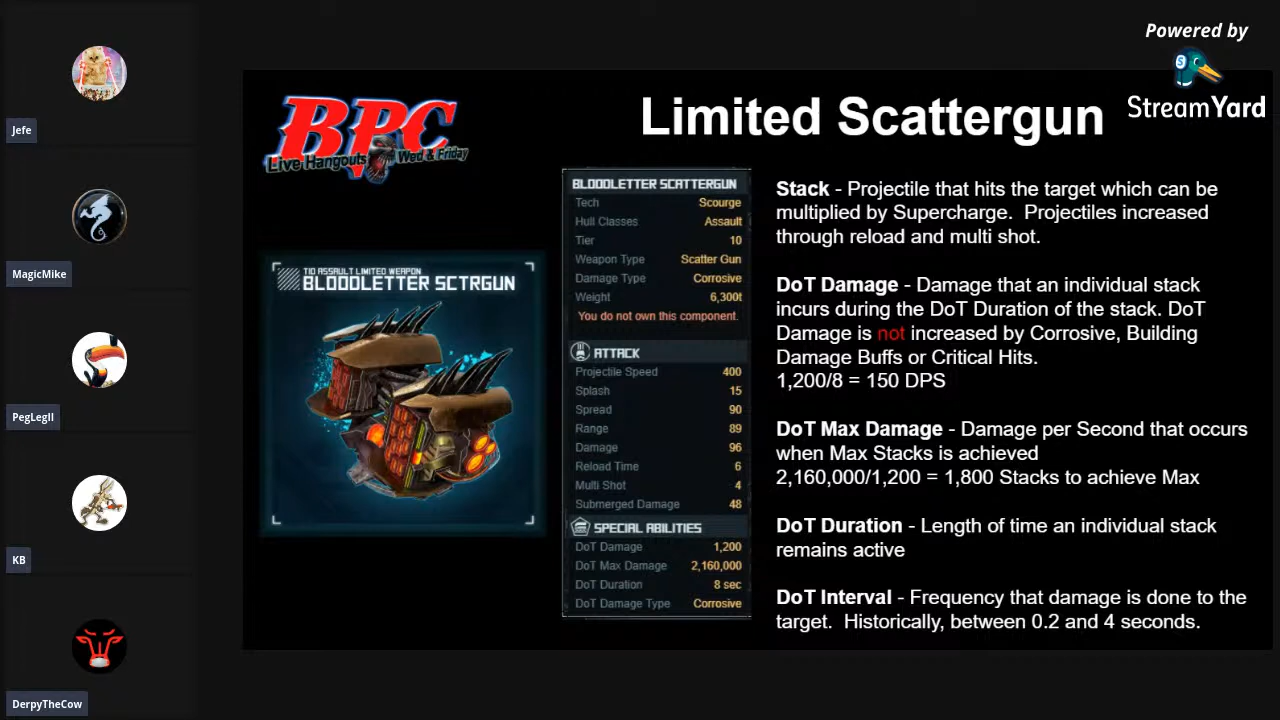 Powered by
StreamYard
Jefe
MagicMike
PegLegII
KB
DerpyTheCow
BPC
Live Hangouts Wed & Friday
Limited Scattergun
T10 ASSAULT LIMITED WEAPON
BLOODLETTER SCTRGUN
BLOODLETTER SCATTERGUN
Tech Scourge
Hull Classes Assault
Tier 10
Weapon Type Scatter Gun
Damage Type Corrosive
Weight 6,300t
You do not own this component.
ATTACK
Projectile Speed 400
Splash 15
Spread 90
Range 89
Damage 96
Reload Time 6
Multi Shot 4
Submerged Damage 48
SPECIAL ABILITIES
DoT Damage 1,200
DoT Max Damage 2,160,000
DoT Duration 8 sec
DoT Damage Type Corrosive
Stack - Projectile that hits the target which can be
multiplied by Supercharge. Projectiles increased
through reload and multi shot.
DoT Damage - Damage that an individual stack
incurs during the DoT Duration of the stack. DoT
Damage is not increased by Corrosive, Building
Damage Buffs or Critical Hits.
1,200/8 = 150 DPS
DoT Max Damage - Damage per Second that occurs
when Max Stacks is achieved
2,160,000/1,200 = 1,800 Stacks to achieve Max
DoT Duration - Length of time an individual stack
remains active
DoT Interval - Frequency that damage is done to the
target. Historically, between 0.2 and 4 seconds.